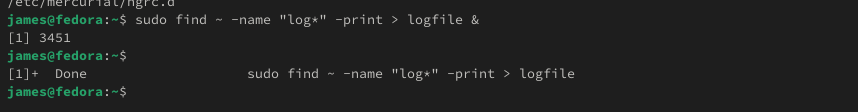 /etc/mercurial/hgrc.d
james@fedora:~$ sudo find ~ -name "log*" -print > logfile &
[1] 3451
james@fedora:~$
[1]+  Done                    sudo find ~ -name "log*" -print > logfile
james@fedora:~$